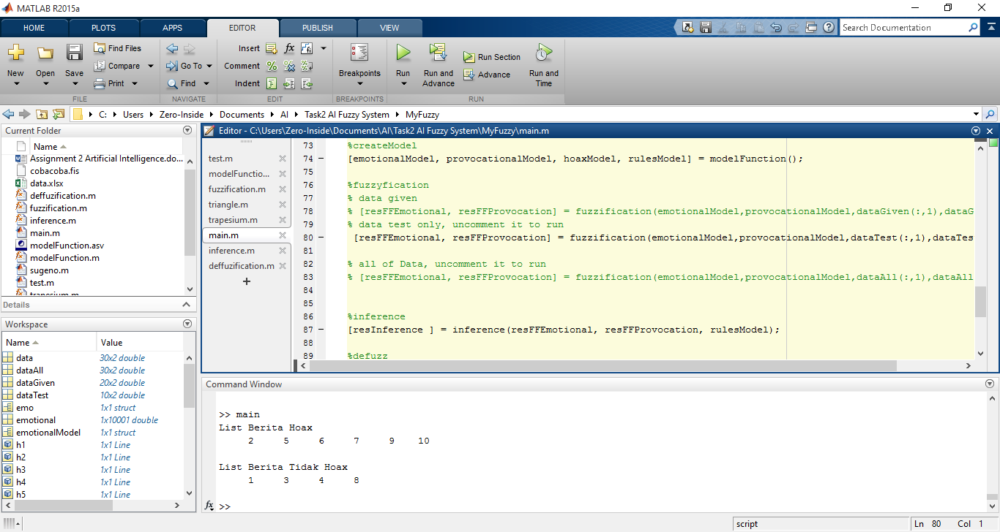 MATLAB R2015a
HOME PLOTS APPS EDITOR PUBLISH VIEW
Search Documentation
New Open Save
Find Files
Compare
Print
FILE
Go To
Find
NAVIGATE
Insert fx
Comment
Indent
EDIT
Breakpoints
BREAKPOINTS
Run
Run and Advance
Run Section
Advance
Run and Time
RUN
C: Users Zero-Inside Documents AI Task2 AI Fuzzy System MyFuzzy
Current Folder
Name
Assignment 2 Artificial Intelligence.do...
cobacoba.fis
data.xlsx
deffuzification.m
fuzzification.m
inference.m
main.m
modelFunction.asv
modelFunction.m
sugeno.m
test.m
trapesium.m
Details
Workspace
Name Value
data 30x2 double
dataAll 30x2 double
dataGiven 20x2 double
dataTest 10x2 double
emo 1x1 struct
emotional 1x10001 double
emotionalModel 1x1 struct
h1 1x1 Line
h2 1x1 Line
h3 1x1 Line
h4 1x1 Line
h5 1x1 Line
Editor - C:\Users\Zero-Inside\Documents\AI\Task2 AI Fuzzy System\MyFuzzy\main.m
test.m
modelFunctio...
fuzzification.m
triangle.m
trapesium.m
main.m
inference.m
deffuzification.m
73 %createModel
74 [emotionalModel, provocationalModel, hoaxModel, rulesModel] = modelFunction();
75
76 %fuzzyfication
77 % data given
78 % [resFFEmotional, resFFProvocation] = fuzzification(emotionalModel,provocationalModel,dataGiven(:,1),dataG
79 % data test only, uncomment it to run
80 [resFFEmotional, resFFProvocation] = fuzzification(emotionalModel,provocationalModel,dataTest(:,1),dataTes
81
82 % all of Data, uncomment it to run
83 % [resFFEmotional, resFFProvocation] = fuzzification(emotionalModel,provocationalModel,dataAll(:,1),dataAll
84
85
86 %inference
87 [resInference ] = inference(resFFEmotional, resFFProvocation, rulesModel);
88
89 %defuzz
Command Window
>> main
List Berita Hoax
2 5 6 7 9 10
List Berita Tidak Hoax
1 3 4 8
fx >>
script Ln 80 Col 1